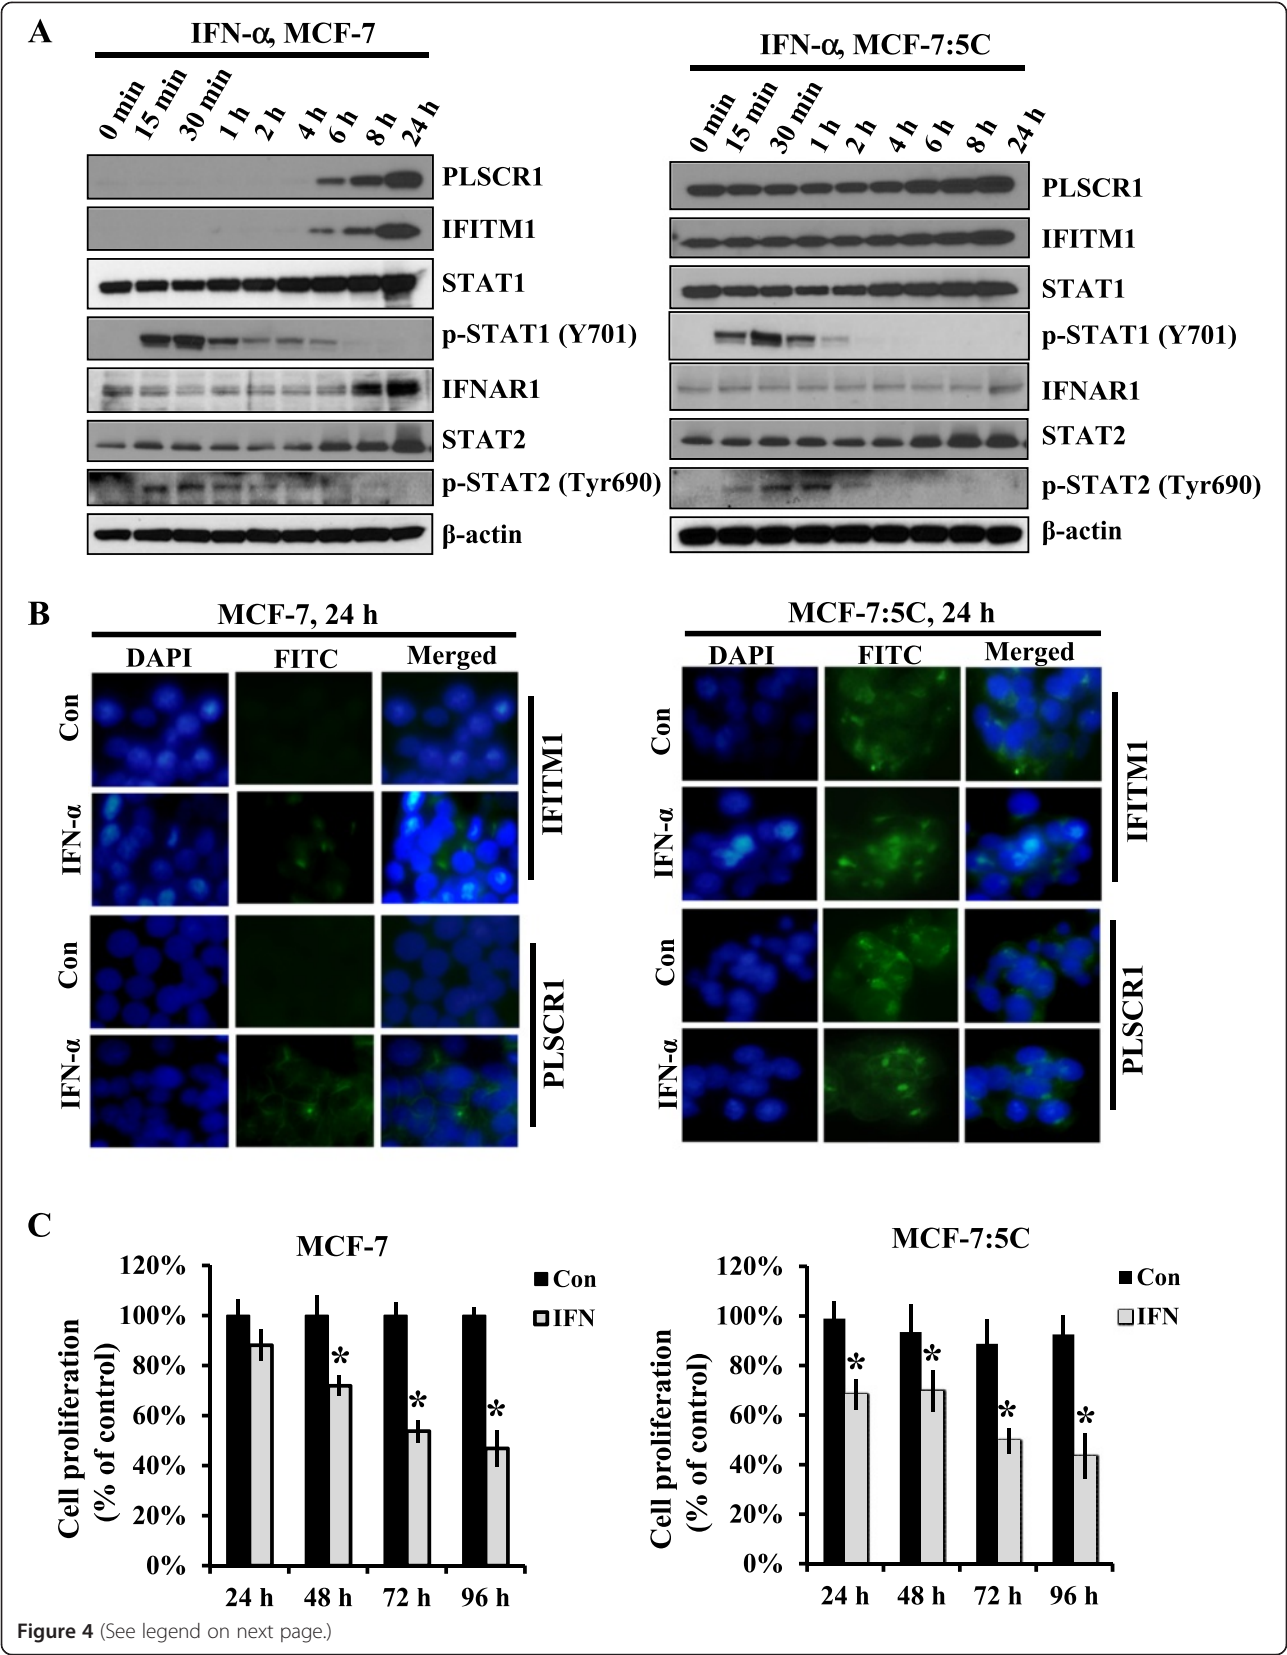 A
IFN-α, MCF-7
0 min 15 min 30 min 1 h 2 h 4 h 6 h 8 h 24 h
PLSCR1
IFITM1
STAT1
p-STAT1 (Y701)
IFNAR1
STAT2
p-STAT2 (Tyr690)
β-actin
IFN-α, MCF-7:5C
0 min 15 min 30 min 1 h 2 h 4 h 6 h 8 h 24 h
PLSCR1
IFITM1
STAT1
p-STAT1 (Y701)
IFNAR1
STAT2
p-STAT2 (Tyr690)
β-actin
B
MCF-7, 24 h
DAPI FITC Merged
Con
IFN-α
IFITM1
Con
IFN-α
PLSCR1
MCF-7:5C, 24 h
DAPI FITC Merged
Con
IFN-α
IFITM1
Con
IFN-α
PLSCR1
C
MCF-7
Cell proliferation
(% of control)
120%
100%
80%
60%
40%
20%
0%
* * *
24 h 48 h 72 h 96 h
Con
IFN
MCF-7:5C
Cell proliferation
(% of control)
120%
100%
80%
60%
40%
20%
0%
* * * *
24 h 48 h 72 h 96 h
Con
IFN
Figure 4 (See legend on next page.)